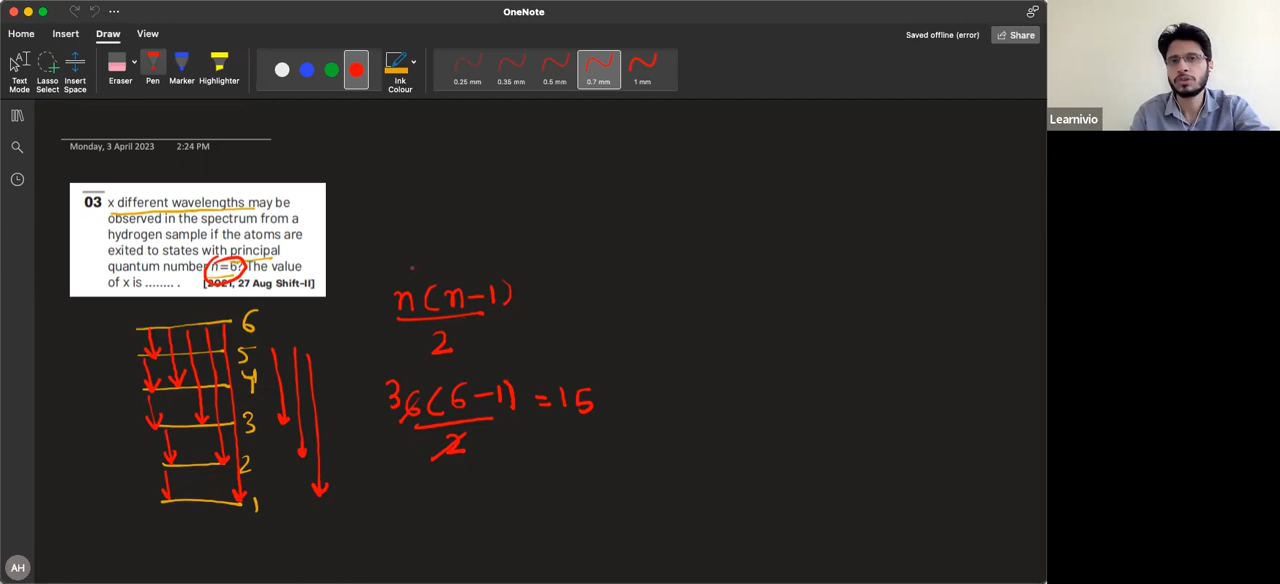 OneNote
Home Insert Draw View
Saved offline (error)
Share
Text Mode
Lasso Select
Insert Space
Eraser
Pen
Marker
Highlighter
Ink Colour
0.25 mm
0.35 mm
0.5 mm
0.7 mm
1 mm
Learnivio
Monday, 3 April 2023 2:24 PM
03 x different wavelengths may be
observed in the spectrum from a
hydrogen sample if the atoms are
exited to states with principal
quantum number n=6? The value
of x is ........ . [2021, 27 Aug Shift-II]
6
5
4
3
2
1
n(n-1)
2
3 6(6-1) = 15
2
AH